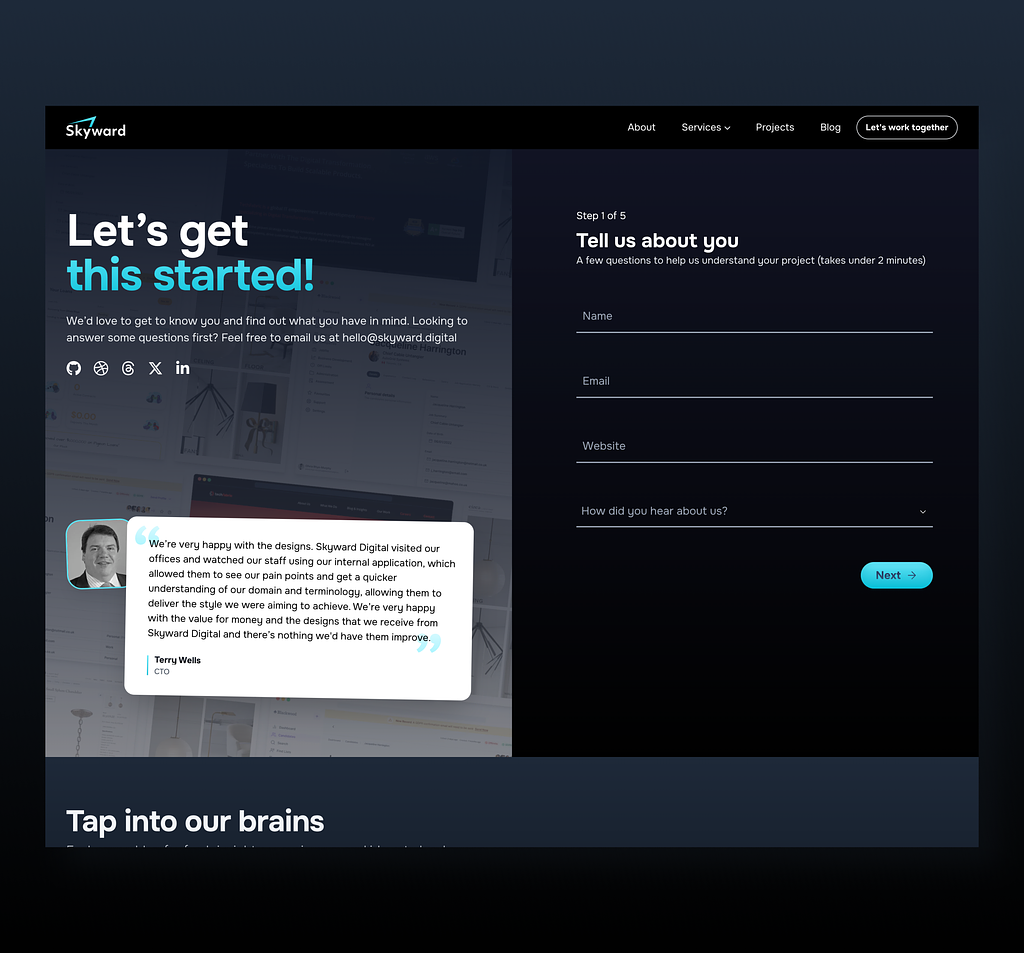 Skyward
About
Services
Projects
Blog
Let's work together
Let’s get
this started!
We’d love to get to know you and find out what you have in mind. Looking to
answer some questions first? Feel free to email us at hello@skyward.digital
“
We’re very happy with the designs. Skyward Digital visited our
offices and watched our staff using our internal application, which
allowed them to see our pain points and get a quicker
understanding of our domain and terminology, allowing them to
deliver the style we were aiming to achieve. We’re very happy
with the value for money and the designs that we receive from
Skyward Digital and there’s nothing we'd have them improve.
”
Terry Wells
CTO
Step 1 of 5
Tell us about you
A few questions to help us understand your project (takes under 2 minutes)
Name
Email
Website
How did you hear about us?
Next
Tap into our brains